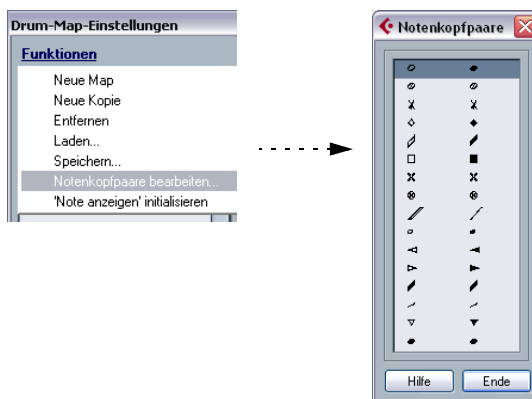 Drum-Map-Einstellungen
Funktionen
Neue Map
Neue Kopie
Entfernen
Laden...
Speichern...
Notenkopfpaare bearbeiten...
'Note anzeigen' initialisieren
Notenkopfpaare
Hilfe
Ende